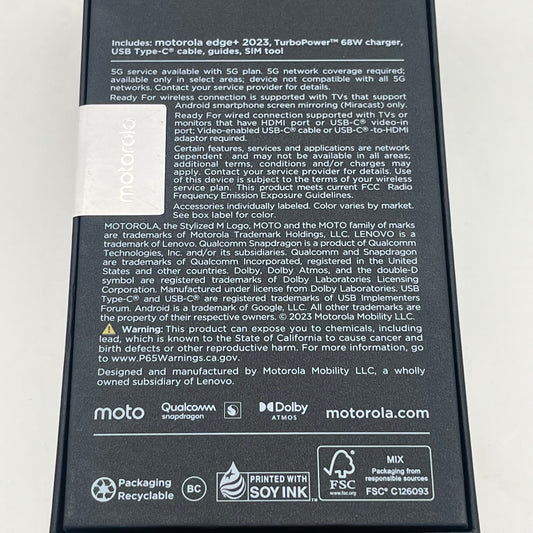 Includes: motorola edge+ 2023, TurboPower™ 68W charger,
USB Type-C® cable, guides, SIM tool
5G service available with 5G plan. 5G network coverage required;
available only in select areas; device not compatible with all 5G
networks. Contact your service provider for details.
Ready For wireless connection is supported with TVs that support
Android smartphone screen mirroring (Miracast) only.
Ready For wired connection is supported with TVs or
monitors that have HDMI port or USB-C® video-in
port; Video-enabled USB-C® cable or USB-C® -to-HDMI
adaptor required.
Certain features, services and applications are network
dependent and may not be available in all areas;
additional terms, conditions and/or charges may
apply. Contact your service provider for details. Use
of this device is subject to the terms of your wireless
service plan. This product meets current FCC Radio
Frequency Emission Exposure Guidelines.
Accessories individually labeled. Color varies by market.
See box label for color.
motorola
MOTOROLA, the Stylized M Logo, MOTO and the MOTO family of marks
are trademarks of Motorola Trademark Holdings, LLC. LENOVO is a
trademark of Lenovo. Qualcomm Snapdragon is a product of Qualcomm
Technologies, Inc. and/or its subsidiaries. Qualcomm and Snapdragon
are trademarks of Qualcomm Incorporated, registered in the United
States and other countries. Dolby, Dolby Atmos, and the double-D
symbol are registered trademarks of Dolby Laboratories Licensing
Corporation. Manufactured under license from Dolby Laboratories. USB
Type-C® and USB-C® are registered trademarks of USB Implementers
Forum. Android is a trademark of Google, LLC. All other trademarks are
the property of their respective owners. © 2023 Motorola Mobility LLC.
Warning: This product can expose you to chemicals, including
lead, which is known to the State of California to cause cancer and
birth defects or other reproductive harm. For more information, go
to www.P65Warnings.ca.gov.
Designed and manufactured by Motorola Mobility LLC, a wholly
owned subsidiary of Lenovo.
moto
Qualcomm
snapdragon
Dolby
ATMOS
motorola.com
Packaging
Recyclable
BC
PRINTED WITH
SOY INK™
FSC
www.fsc.org
MIX
Packaging from
responsible sources
FSC® C126093